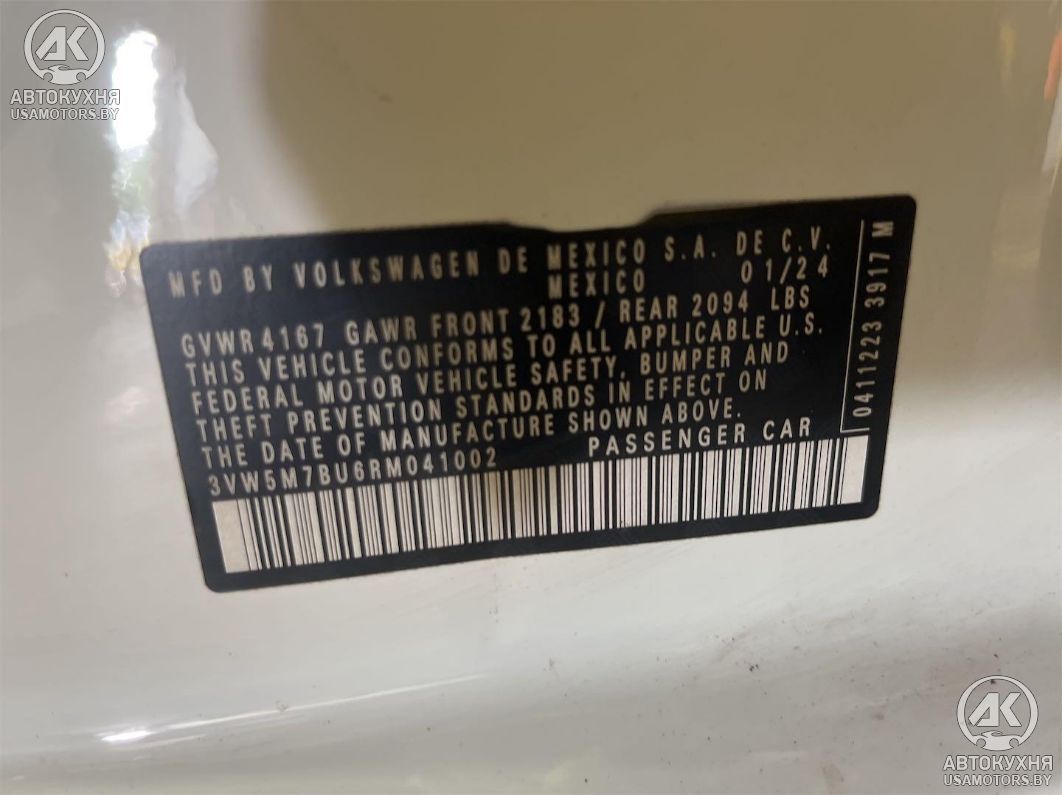 AK
АВТОКУХНЯ
USAMOTORS.BY
MFD BY VOLKSWAGEN DE MEXICO S.A. DE C.V.
MEXICO 01/24
GVWR 4167 GAWR FRONT 2183 / REAR 2094 LBS
THIS VEHICLE CONFORMS TO ALL APPLICABLE U.S.
FEDERAL MOTOR VEHICLE SAFETY, BUMPER AND
THEFT PREVENTION STANDARDS IN EFFECT ON
THE DATE OF MANUFACTURE SHOWN ABOVE.
3VW5M7BU6RM041002 PASSENGER CAR
0411223 3917 M
AK
АВТОКУХНЯ
USAMOTORS.BY